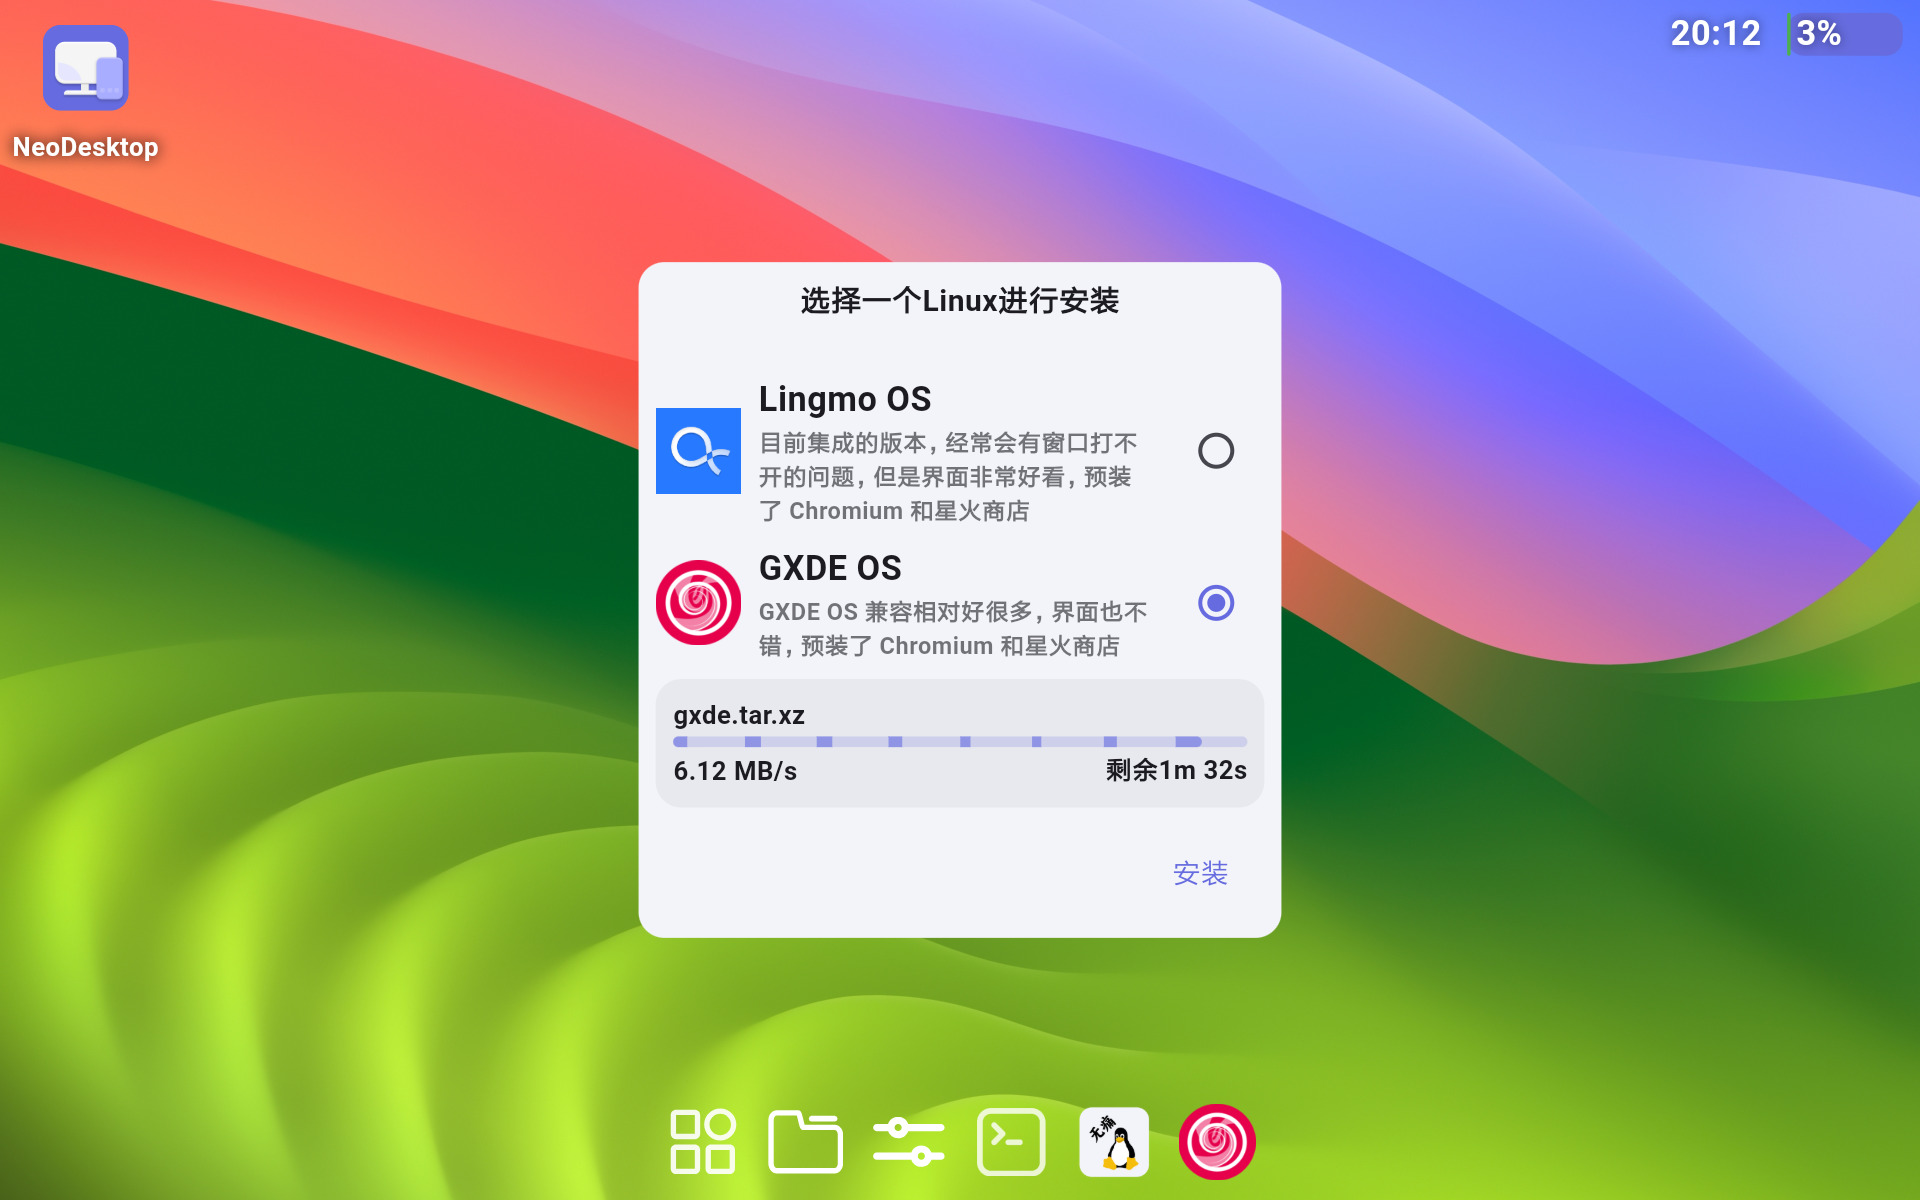 20:12 3%
NeoDesktop
选择一个Linux进行安装
Lingmo OS
目前集成的版本，经常会有窗口打不
开的问题，但是界面非常好看，预装
了 Chromium 和星火商店
GXDE OS
GXDE OS 兼容相对好很多，界面也不
错，预装了 Chromium 和星火商店
gxde.tar.xz
6.12 MB/s 剩余1m 32s
安装
无痛